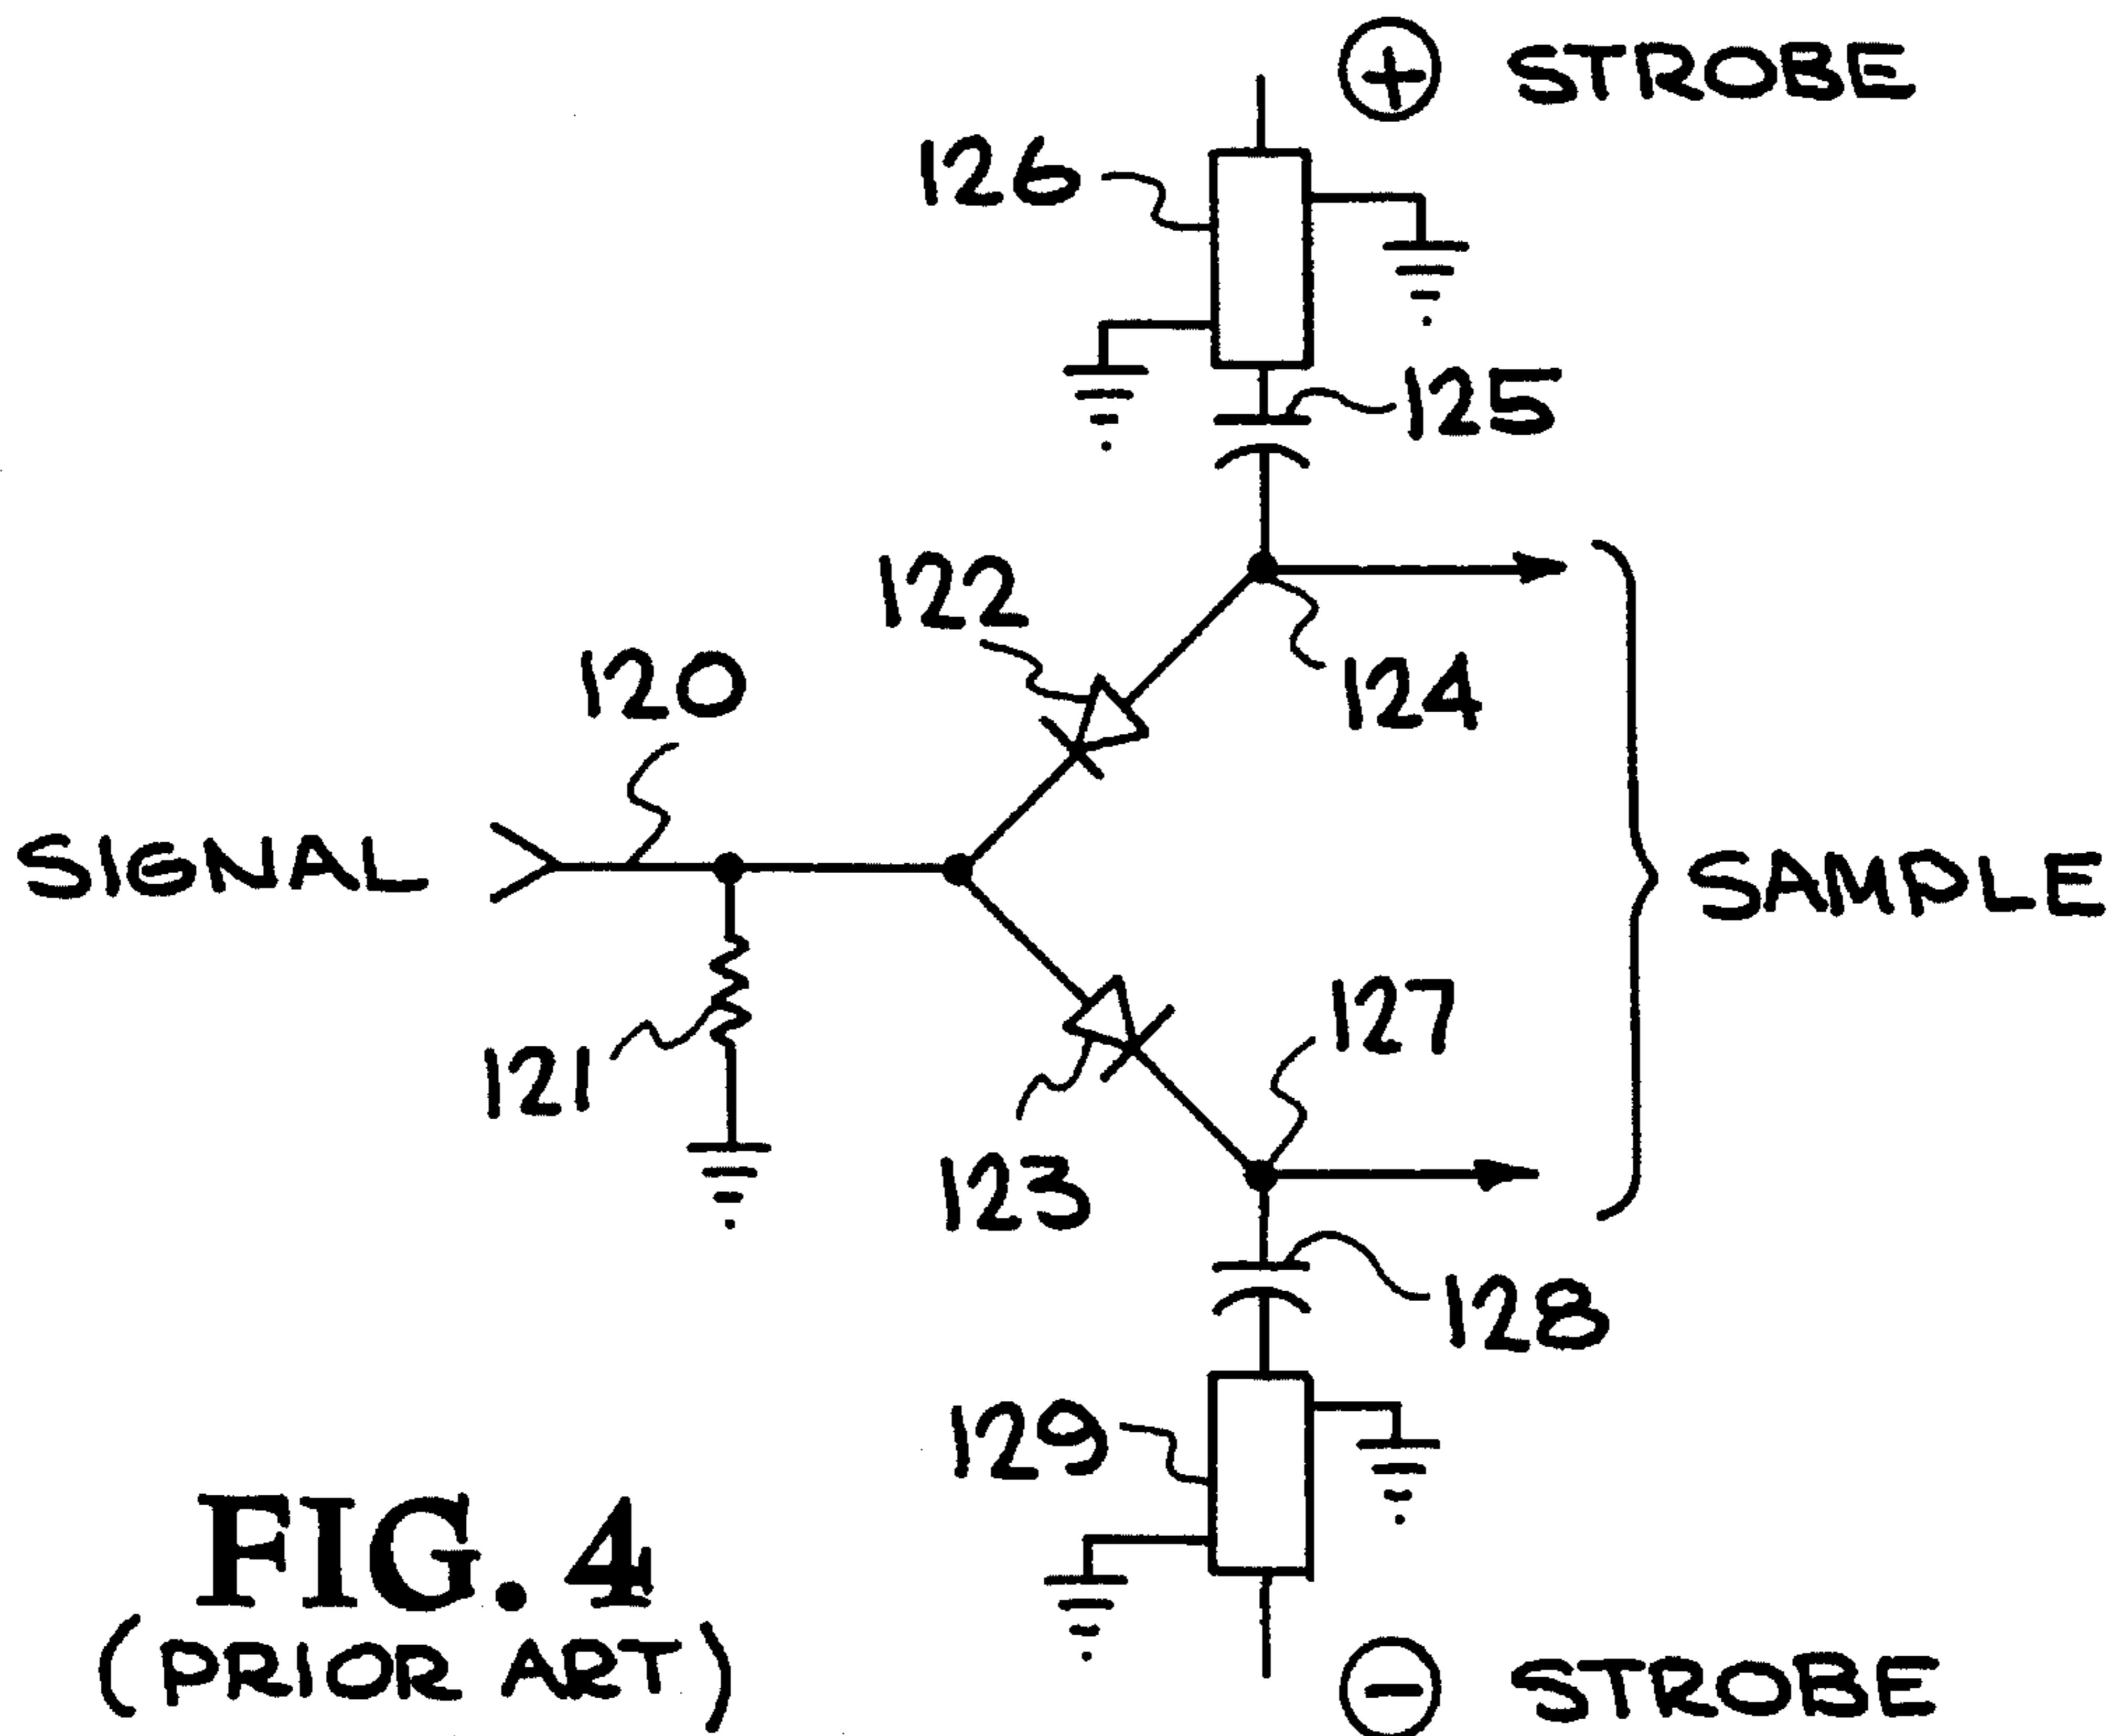 ⊕ STROBE
126
125
122
124
120
SIGNAL
SAMPLE
127
121
123
128
129
FIG. 4
(PRIOR ART)
⊖ STROBE